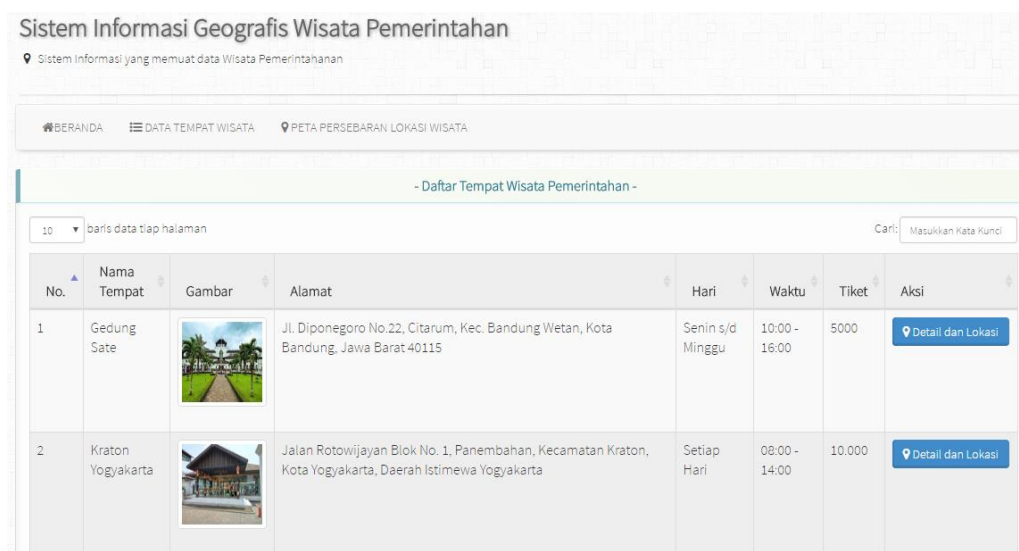 Sistem Informasi Geografis Wisata Pemerintahan
Sistem Informasi yang memuat data Wisata Pemerintahanan
BERANDA DATA TEMPAT WISATA PETA PERSEBARAN LOKASI WISATA
- Daftar Tempat Wisata Pemerintahan -
10 baris data tiap halaman Cari: Masukkan Kata Kunci
No. Nama Tempat Gambar Alamat Hari Waktu Tiket Aksi
1 Gedung Sate Jl. Diponegoro No.22, Citarum, Kec. Bandung Wetan, Kota Bandung, Jawa Barat 40115 Senin s/d Minggu 10:00 - 16:00 5000 Detail dan Lokasi
2 Kraton Yogyakarta Jalan Rotowijayan Blok No. 1, Panembahan, Kecamatan Kraton, Kota Yogyakarta, Daerah Istimewa Yogyakarta Setiap Hari 08:00 - 14:00 10.000 Detail dan Lokasi